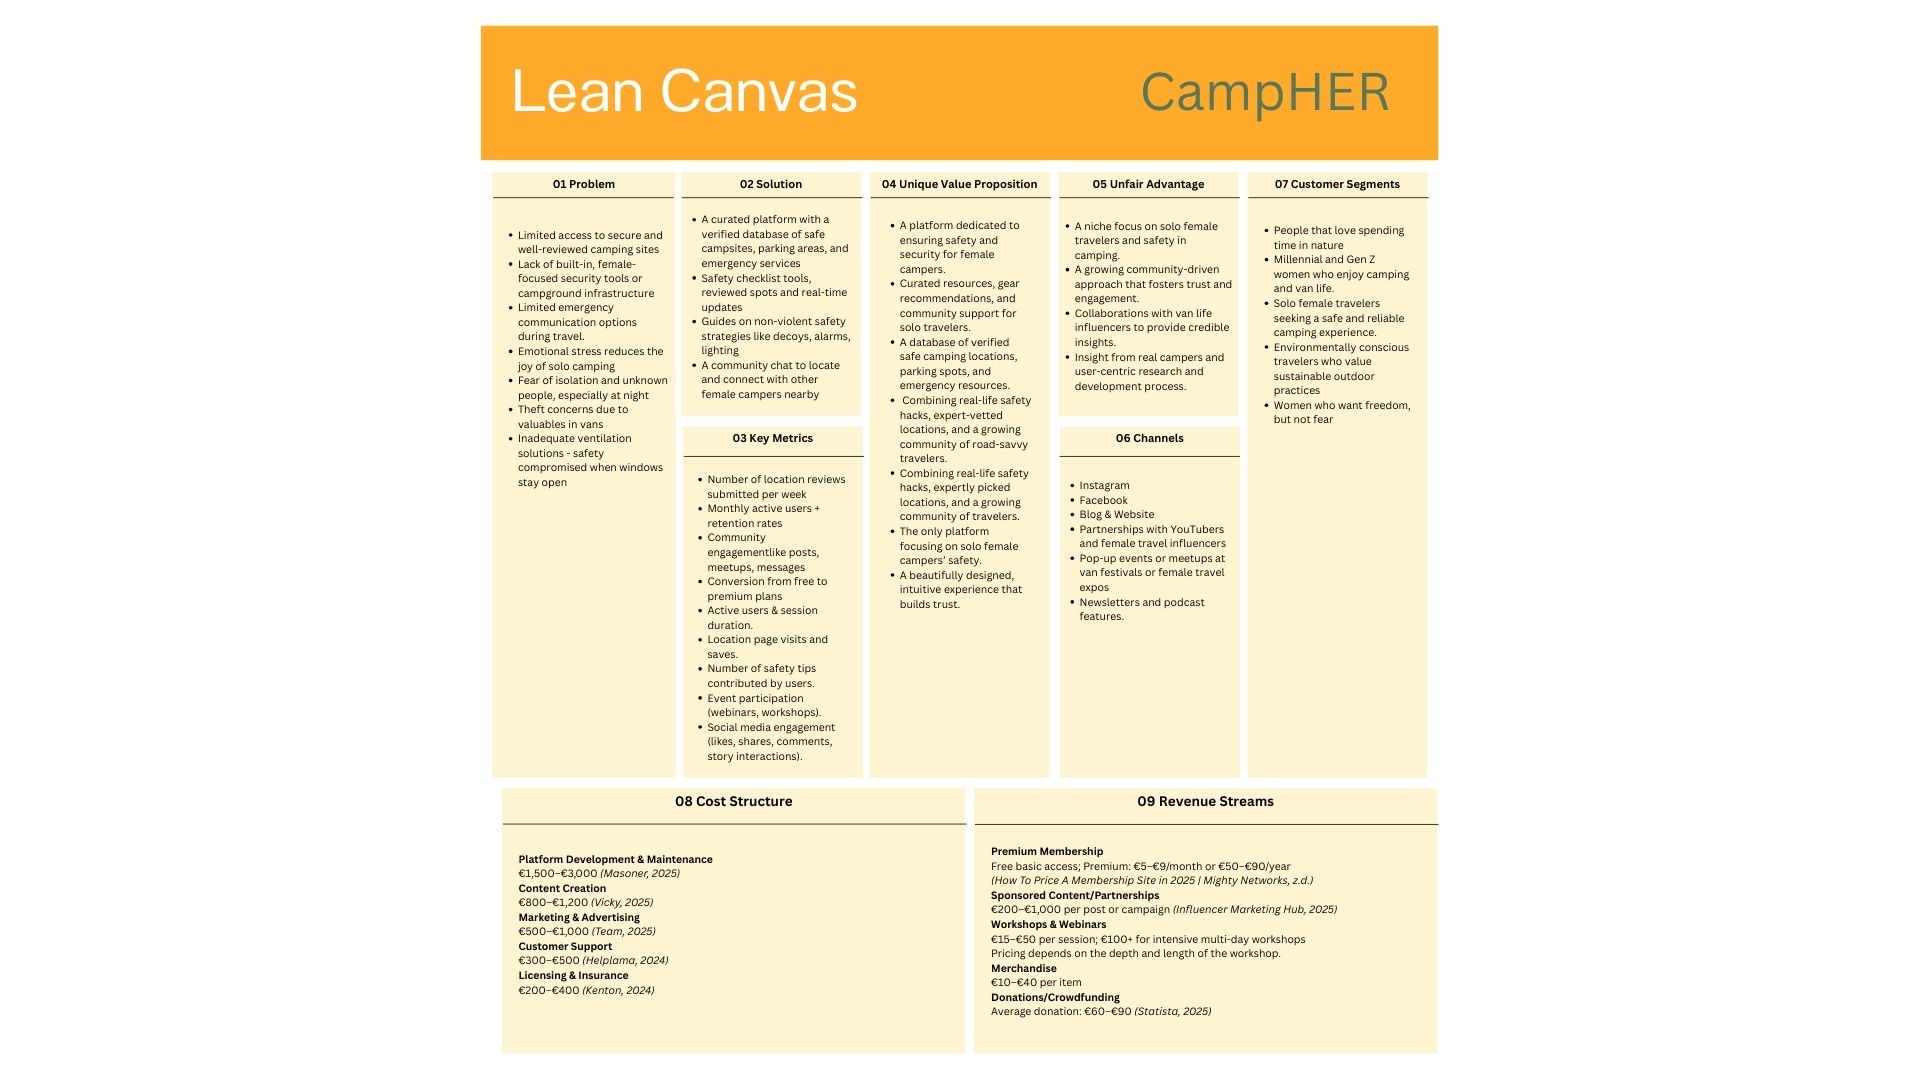 Lean Canvas
CampHER
01 Problem
• Limited access to secure and
well-reviewed camping sites
• Lack of built-in, female-
focused security tools or
campground infrastructure
• Limited emergency
communication options
during travel.
• Emotional stress reduces the
joy of solo camping
• Fear of isolation and unknown
people, especially at night
• Theft concerns due to
valuables in vans
• Inadequate ventilation
solutions - safety
compromised when windows
stay open
02 Solution
• A curated platform with a
verified database of safe
campsites, parking areas, and
emergency services
• Safety checklist tools,
reviewed spots and real-time
updates
• Guides on non-violent safety
strategies like decoys, alarms,
lighting
• A community chat to locate
and connect with other
female campers nearby
03 Key Metrics
• Number of location reviews
submitted per week
• Monthly active users +
retention rates
• Community
engagementlike posts,
meetups, messages
• Conversion from free to
premium plans
• Active users & session
duration.
• Location page visits and
saves.
• Number of safety tips
contributed by users.
• Event participation
(webinars, workshops).
• Social media engagement
(likes, shares, comments,
story interactions).
04 Unique Value Proposition
• A platform dedicated to
ensuring safety and
security for female
campers.
• Curated resources, gear
recommendations, and
community support for
solo travelers.
• A database of verified
safe camping locations,
parking spots, and
emergency resources.
• Combining real-life safety
hacks, expert-vetted
locations, and a growing
community of road-savvy
travelers.
• Combining real-life safety
hacks, expertly picked
locations, and a growing
community of travelers.
• The only platform
focusing on solo female
campers' safety.
• A beautifully designed,
intuitive experience that
builds trust.
05 Unfair Advantage
• A niche focus on solo female
travelers and safety in
camping.
• A growing community-driven
approach that fosters trust and
engagement.
• Collaborations with van life
influencers to provide credible
insights.
• Insight from real campers and
user-centric research and
development process.
06 Channels
• Instagram
• Facebook
• Blog & Website
• Partnerships with YouTubers
and female travel influencers
• Pop-up events or meetups at
van festivals or female travel
expos
• Newsletters and podcast
features.
07 Customer Segments
• People that love spending
time in nature
• Millennial and Gen Z
women who enjoy camping
and van life.
• Solo female travelers
seeking a safe and reliable
camping experience.
• Environmentally conscious
travelers who value
sustainable outdoor
practices
• Women who want freedom,
but not fear
08 Cost Structure
Platform Development & Maintenance
€1,500–€3,000 (Masoner, 2025)
Content Creation
€800–€1,200 (Vicky, 2025)
Marketing & Advertising
€500–€1,000 (Team, 2025)
Customer Support
€300–€500 (Helplama, 2024)
Licensing & Insurance
€200–€400 (Kenton, 2024)
09 Revenue Streams
Premium Membership
Free basic access; Premium: €5–€9/month or €50–€90/year
(How To Price A Membership Site in 2025 | Mighty Networks, z.d.)
Sponsored Content/Partnerships
€200–€1,000 per post or campaign (Influencer Marketing Hub, 2025)
Workshops & Webinars
€15–€50 per session; €100+ for intensive multi-day workshops
Pricing depends on the depth and length of the workshop.
Merchandise
€10–€40 per item
Donations/Crowdfunding
Average donation: €60–€90 (Statista, 2025)